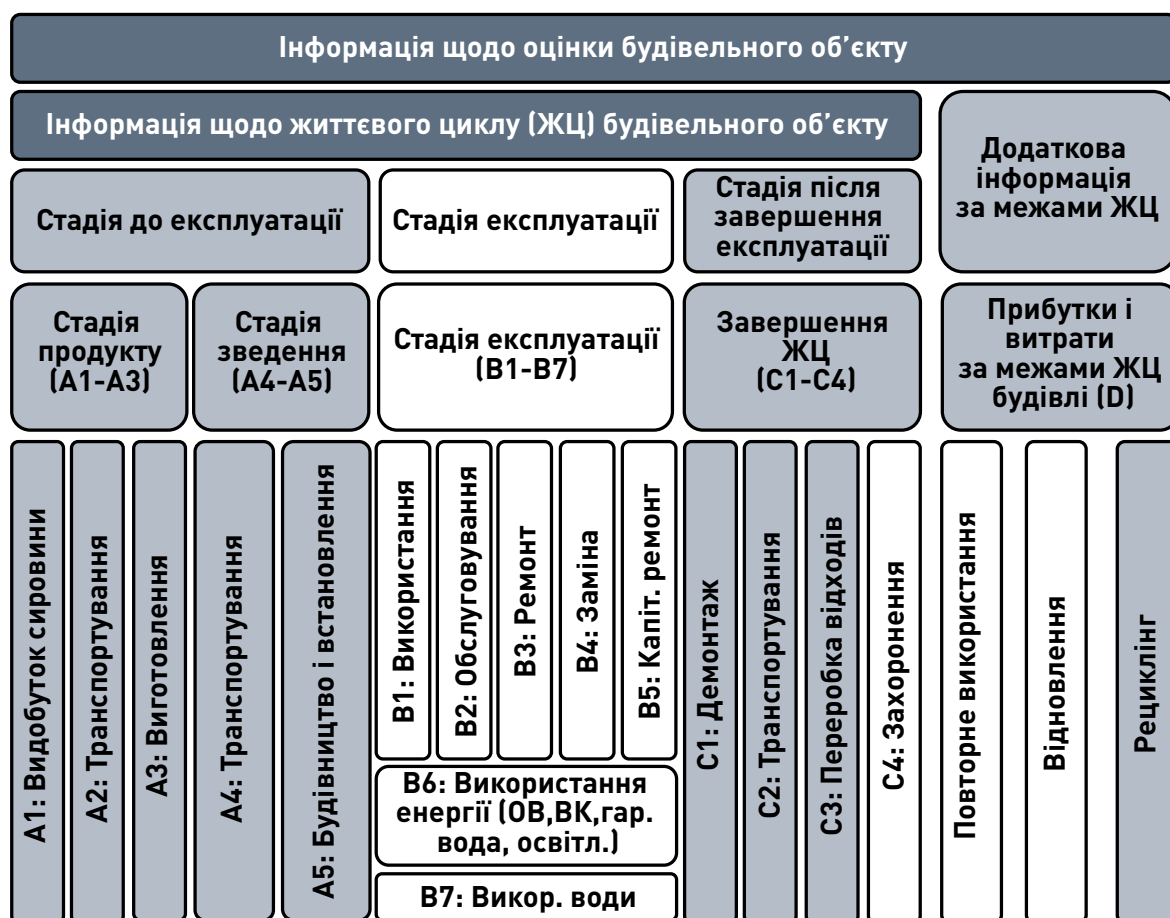 Інформація щодо оцінки будівельного об’єкту
Інформація щодо життєвого циклу (ЖЦ) будівельного об’єкту
Додаткова
інформація
за межами ЖЦ
Стадія до експлуатації
Стадія експлуатації
Стадія після
завершення
експлуатації
Стадія
продукту
(А1-А3)
Стадія
зведення
(А4-А5)
Стадія експлуатації
(В1-В7)
Завершення
ЖЦ
(С1-С4)
Прибутки і
витрати
за межами ЖЦ
будівлі (D)
А1: Видобуток сировини
А2: Транспортування
А3: Виготовлення
А4: Транспортування
А5: Будівництво і встановлення
В1: Використання
В2: Обслуговування
В3: Ремонт
В4: Заміна
В5: Капіт. ремонт
В6: Використання
енергії (ОВ,ВК,гар.
вода, освітл.)
В7: Викор. води
С1: Демонтаж
С2: Транспортування
С3: Переробка відходів
С4: Захоронення
Повторне використання
Відновлення
Рециклінг